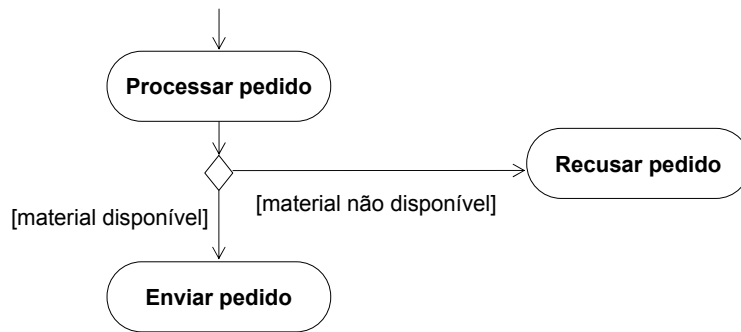 Processar pedido
Recusar pedido
[material não disponível]
[material disponível]
Enviar pedido